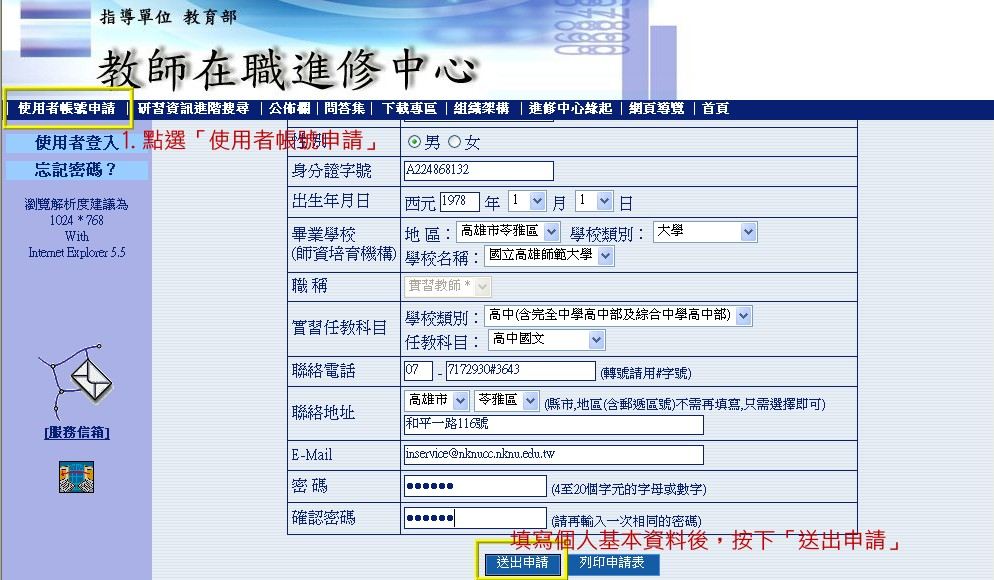 指導單位 教育部
教師在職進修中心
使用者帳號申請 | 研習資訊進階搜尋 | 公佈欄 | 問答集 | 下載專區 | 組織架構 | 進修中心緣起 | 網頁導覽 | 首頁
1. 點選「使用者帳號申請」
使用者登入
忘記密碼？
瀏覽解析度建議為
1024 * 768
With
Internet Explorer 5.5
[服務信箱]
性 別 男 女
身分證字號 A224868132
出生年月日 西元 1978 年 1 月 1 日
畢業學校 地 區： 高雄市苓雅區 學校類別： 大學
(師資培育機構) 學校名稱： 國立高雄師範大學
職 稱 實習教師 *
實習任教科目 學校類別： 高中(含完全中學高中部及綜合中學高中部)
任教科目： 高中國文
聯絡電話 07 - 7172930#3643 (轉號請用#字號)
聯絡地址 高雄市 苓雅區 (縣市,地區(含郵遞區號)不需再填寫,只需選擇即可)
和平一路116號
E-Mail inservice@nknucc.nknu.edu.tw
密 碼 ●●●●●● (4至20個字元的字母或數字)
確認密碼 ●●●●●● (請再輸入一次相同的密碼)
填寫個人基本資料後，按下「送出申請」
送出申請 列印申請表